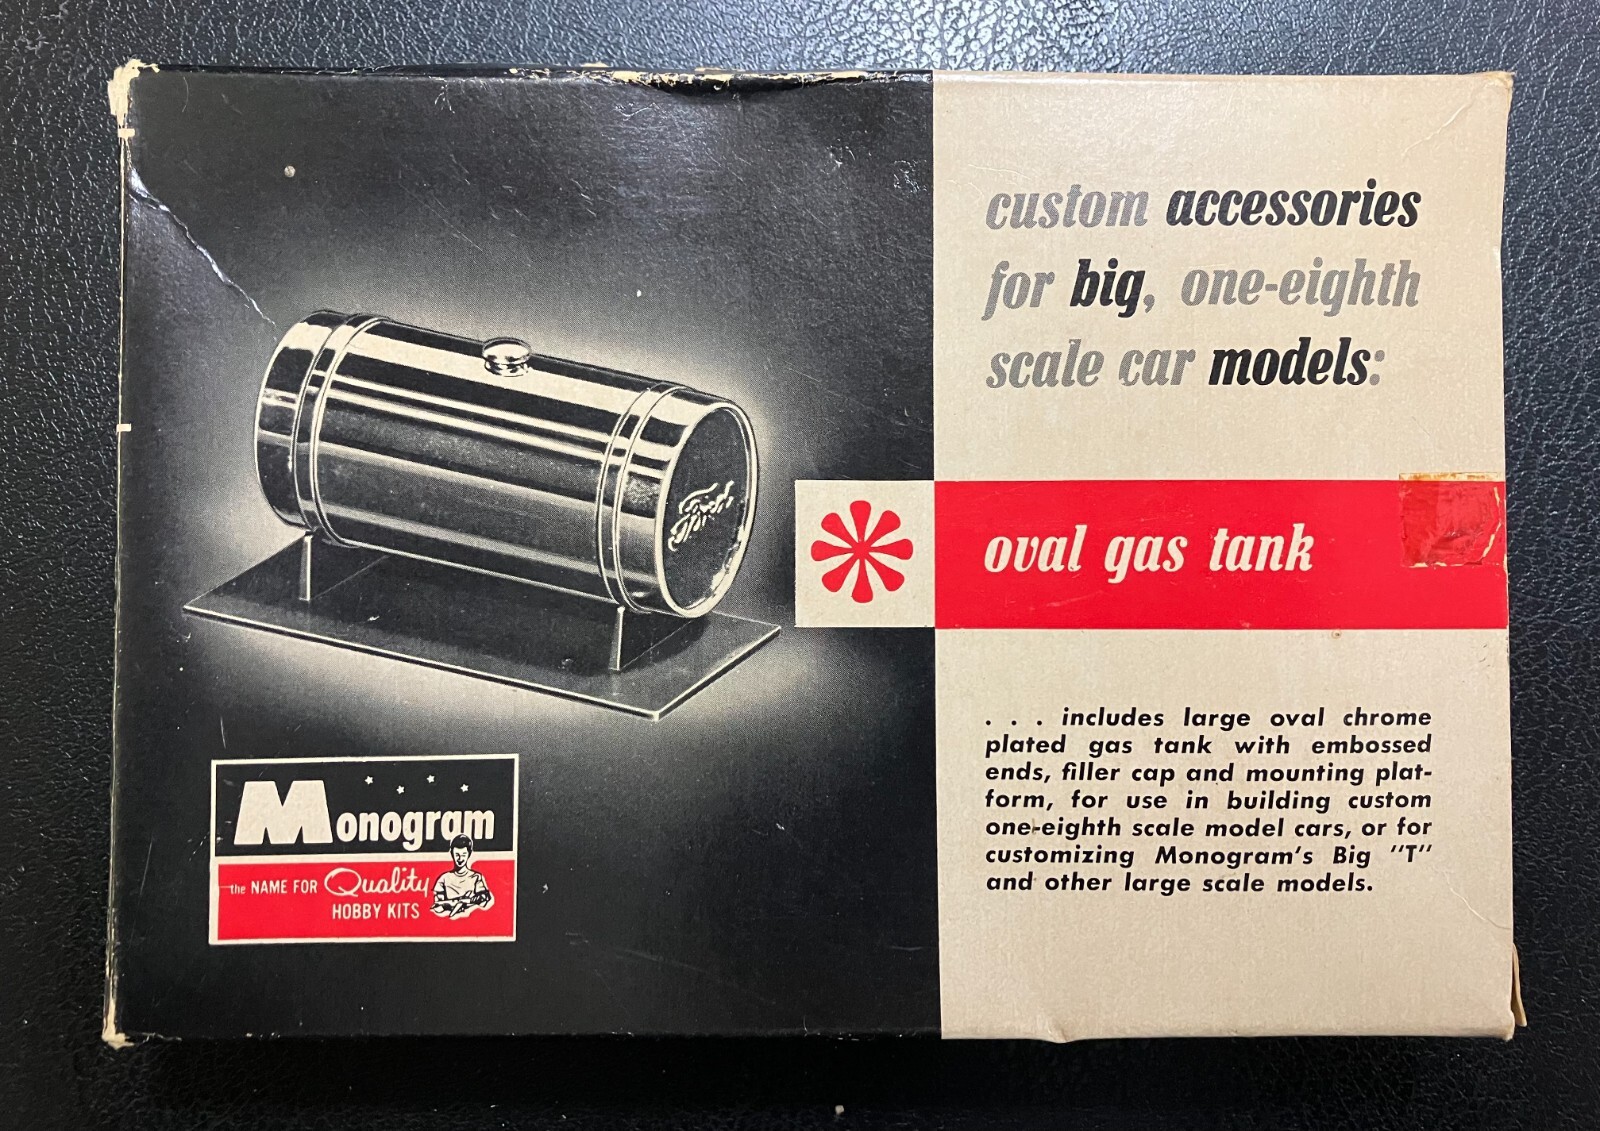 custom accessories
for big, one-eighth
scale car models:
oval gas tank
. . . includes large oval chrome
plated gas tank with embossed
ends, filler cap and mounting plat-
form, for use in building custom
one-eighth scale model cars, or for
customizing Monogram's Big "T"
and other large scale models.
Monogram
the NAME FOR Quality
HOBBY KITS